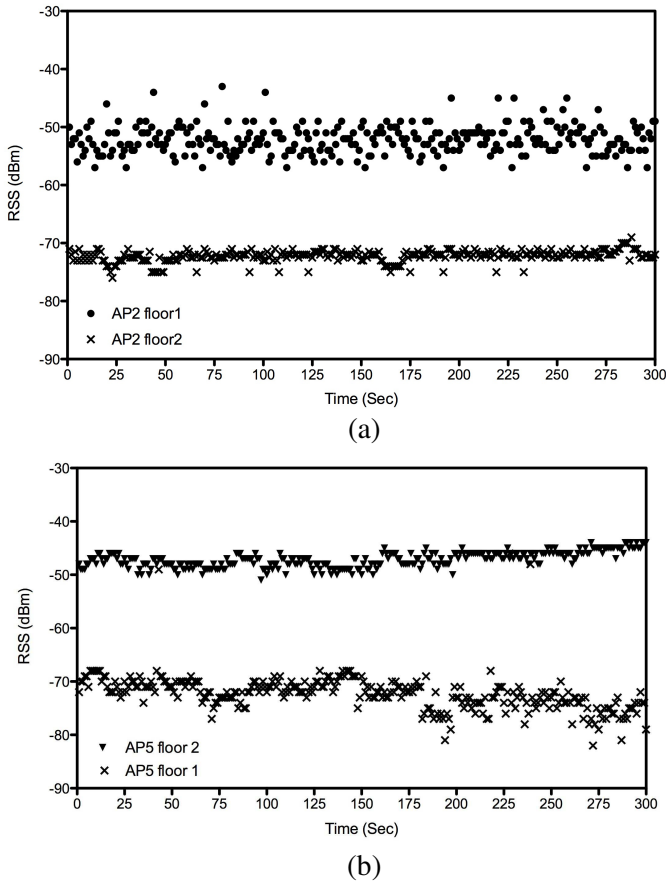 -30
-40
-50
-60
-70
-80
-90
RSS (dBm)
AP2 floor1
AP2 floor2
0 25 50 75 100 125 150 175 200 225 250 275 300
Time (Sec)
(a)
-30
-40
-50
-60
-70
-80
-90
RSS (dBm)
AP5 floor 2
AP5 floor 1
0 25 50 75 100 125 150 175 200 225 250 275 300
Time (Sec)
(b)